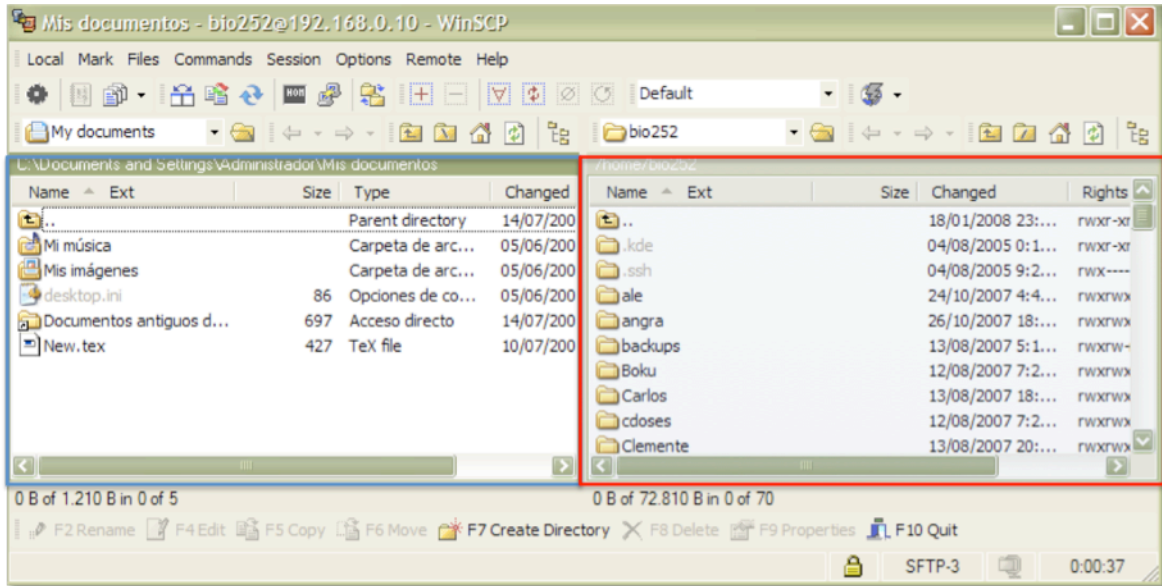 Mis documentos - bio252@192.168.0.10 - WinSCP
Local Mark Files Commands Session Options Remote Help
Default
My documents bio252
C:\Documents and Settings\Administrador\Mis documentos /home/bio252
Name Ext Size Type Changed Name Ext Size Changed Rights
.. Parent directory 14/07/200 .. 18/01/2008 23:... rwxr-xr
Mi música Carpeta de arc... 05/06/200 .kde 04/08/2005 0:1... rwxr-xr
Mis imágenes Carpeta de arc... 05/06/200 .ssh 04/08/2005 9:2... rwx----
desktop.ini 86 Opciones de co... 05/06/200 ale 24/10/2007 4:4... rwxrwx
Documentos antiguos d... 697 Acceso directo 14/07/200 angra 26/10/2007 18:... rwxrwx
New.tex 427 TeX file 10/07/200 backups 13/08/2007 5:1... rwxrw-
Boku 12/08/2007 7:2... rwxrwx
Carlos 13/08/2007 18:... rwxrwx
cdoses 12/08/2007 7:2... rwxrwx
Clemente 13/08/2007 20:... rwxrwx
0 B of 1.210 B in 0 of 5 0 B of 72.810 B in 0 of 70
F2 Rename F4 Edit F5 Copy F6 Move F7 Create Directory F8 Delete F9 Properties F10 Quit
SFTP-3 0:00:37